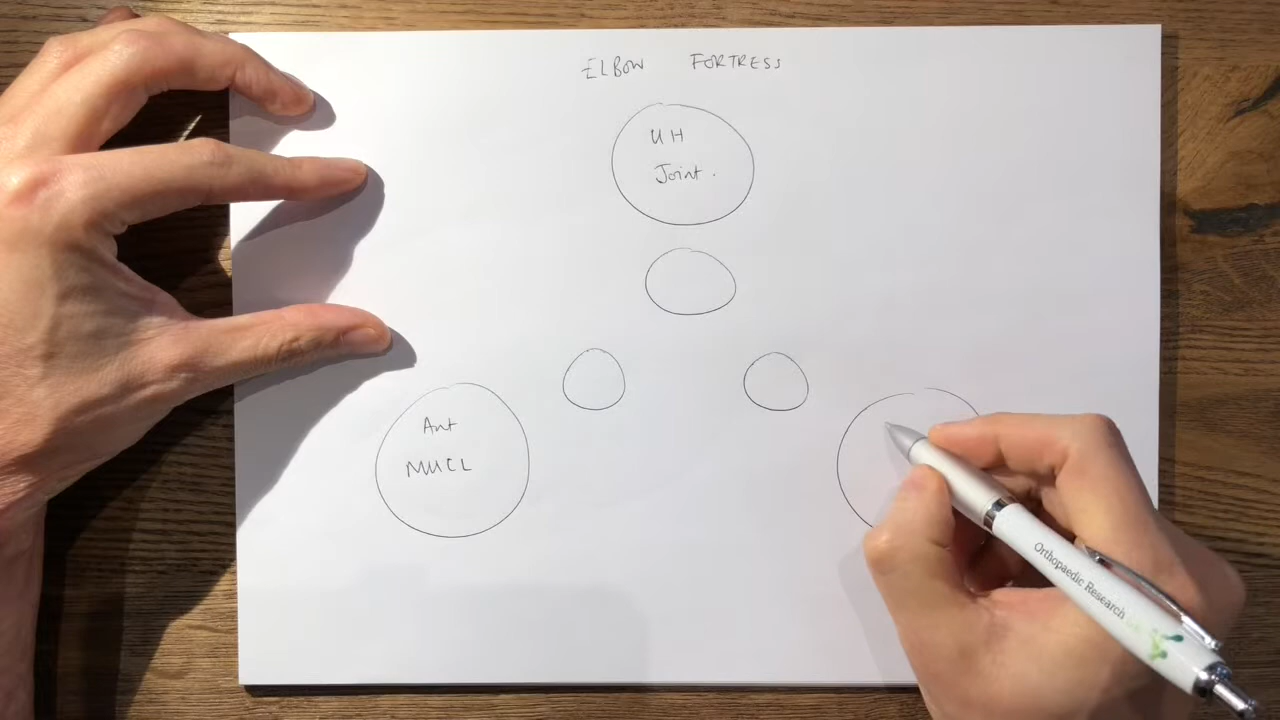 ELBOW FORTRESS
UH
Joint.
Ant
MUCL
Orthopaedic Research